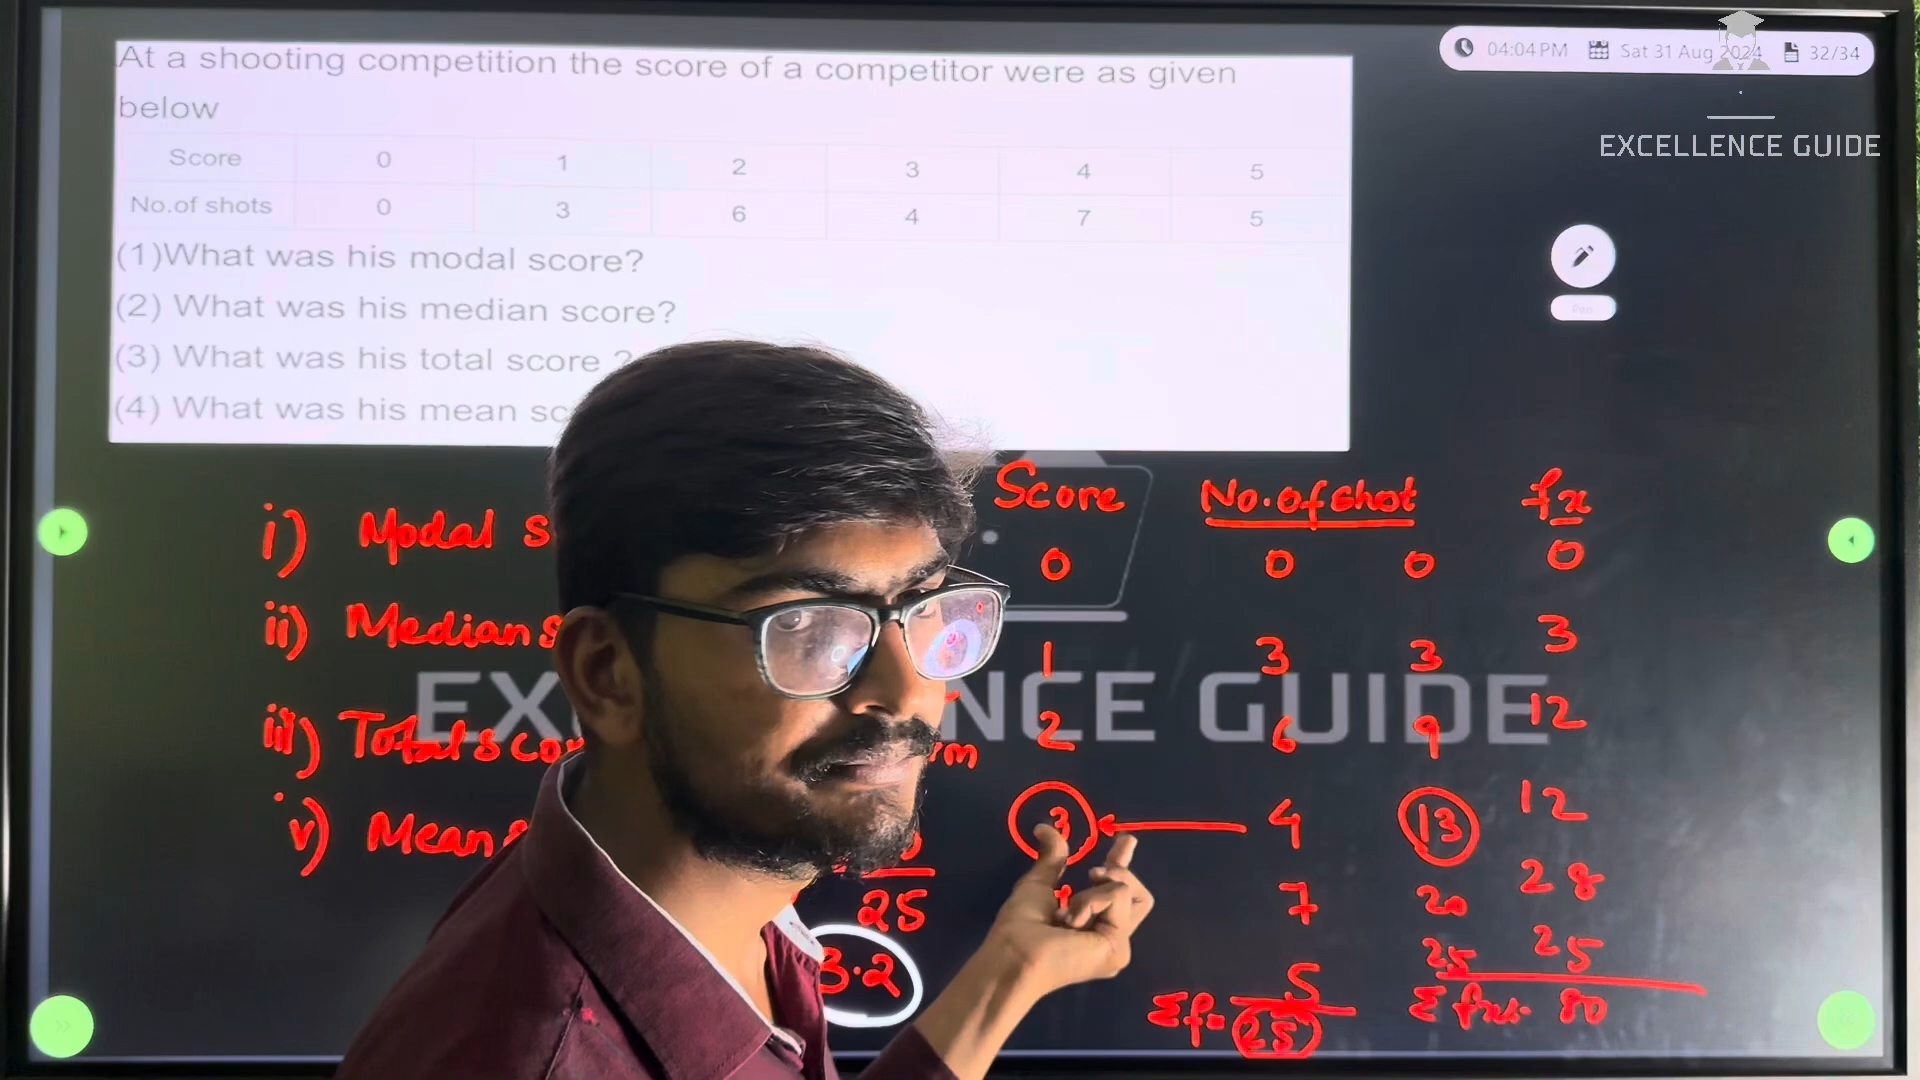 At a shooting competition the score of a competitor were as given
below
Score 0 1 2 3 4 5
No.of shots 0 3 6 4 7 5
(1)What was his modal score?
(2) What was his median score?
(3) What was his total score ?
(4) What was his mean
04:04 PM Sat 31 Aug 2024 32/34
EXCELLENCE GUIDE
i) Modal
ii) Median
iii) Total
v) Mean
25
3.2
Score No.of shot fx
0 0 0 0
1 3 3 3
2 6 9 12
3 4 13 12
7 20 28
5 25 25
Σf= 25 Σfx= 80
NCE GUIDE